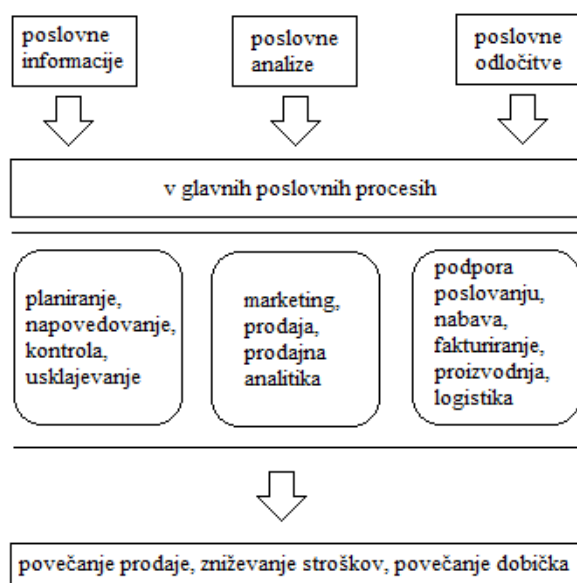 poslovne
informacije
poslovne
analize
poslovne
odločitve
v glavnih poslovnih procesih
planiranje,
napovedovanje,
kontrola,
usklajevanje
marketing,
prodaja,
prodajna
analitika
podpora
poslovanju,
nabava,
fakturiranje,
proizvodnja,
logistika
povečanje prodaje, zniževanje stroškov, povečanje dobička